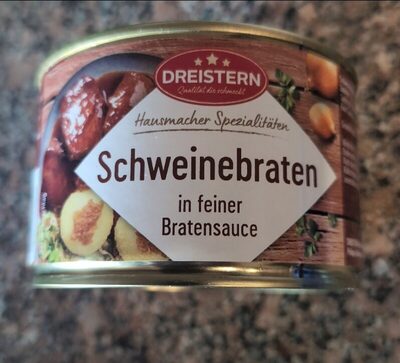 DREISTERN
Qualität die schmeckt
Hausmacher Spezialitäten
Schweinebraten
in feiner
Bratensauce